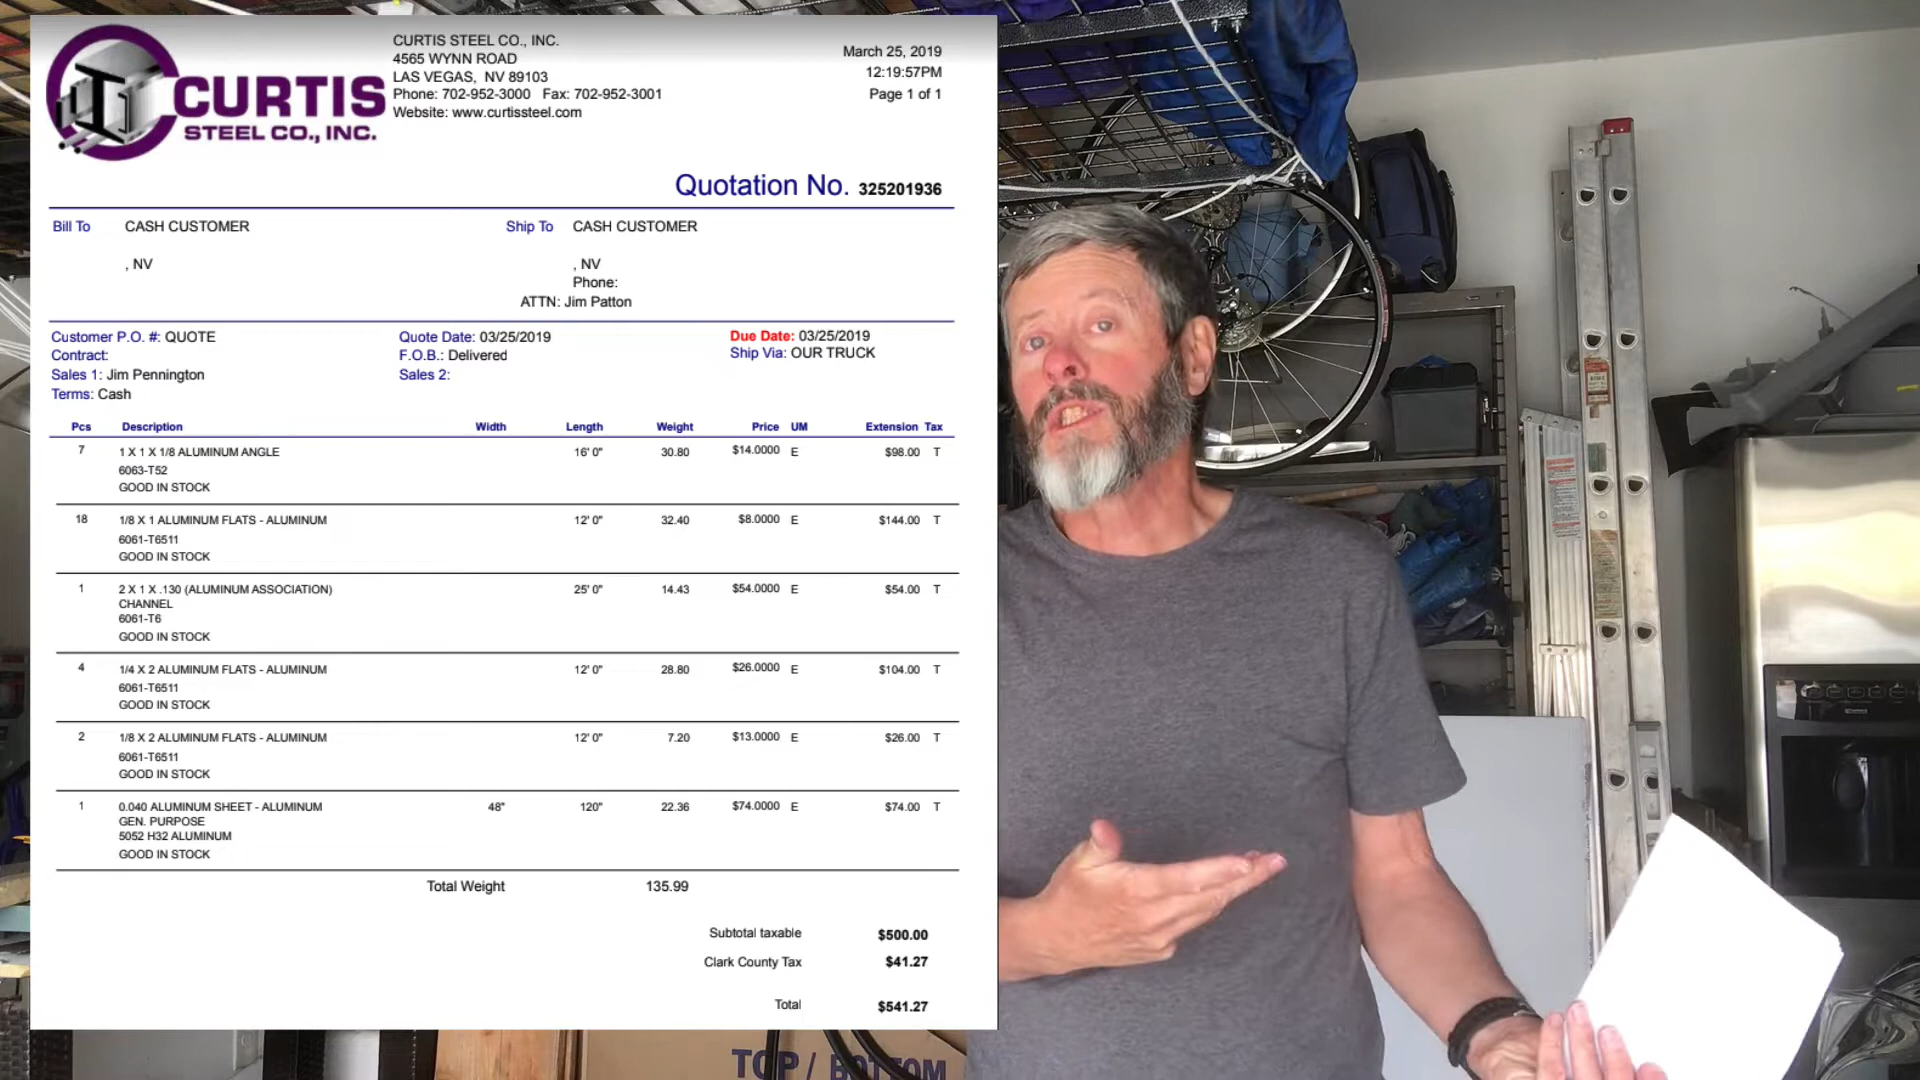 CURTIS
STEEL CO., INC.
CURTIS STEEL CO., INC.
4565 WYNN ROAD
LAS VEGAS, NV 89103
Phone: 702-952-3000 Fax: 702-952-3001
Website: www.curtissteel.com
March 25, 2019
12:19:57PM
Page 1 of 1
Quotation No. 325201936
Bill To CASH CUSTOMER
, NV
Ship To CASH CUSTOMER
, NV
Phone:
ATTN: Jim Patton
Customer P.O. #: QUOTE
Contract:
Sales 1: Jim Pennington
Terms: Cash
Quote Date: 03/25/2019
F.O.B.: Delivered
Sales 2:
Due Date: 03/25/2019
Ship Via: OUR TRUCK
Pcs Description Width Length Weight Price UM Extension Tax
7 1 X 1 X 1/8 ALUMINUM ANGLE 16' 0" 30.80 $14.0000 E $98.00 T
6063-T52
GOOD IN STOCK
18 1/8 X 1 ALUMINUM FLATS - ALUMINUM 12' 0" 32.40 $8.0000 E $144.00 T
6061-T6511
GOOD IN STOCK
1 2 X 1 X .130 (ALUMINUM ASSOCIATION) 25' 0" 14.43 $54.0000 E $54.00 T
CHANNEL
6061-T6
GOOD IN STOCK
4 1/4 X 2 ALUMINUM FLATS - ALUMINUM 12' 0" 28.80 $26.0000 E $104.00 T
6061-T6511
GOOD IN STOCK
2 1/8 X 2 ALUMINUM FLATS - ALUMINUM 12' 0" 7.20 $13.0000 E $26.00 T
6061-T6511
GOOD IN STOCK
1 0.040 ALUMINUM SHEET - ALUMINUM 48" 120" 22.36 $74.0000 E $74.00 T
GEN. PURPOSE
5052 H32 ALUMINUM
GOOD IN STOCK
Total Weight 135.99
Subtotal taxable $500.00
Clark County Tax $41.27
Total $541.27
TOP / BOTTOM